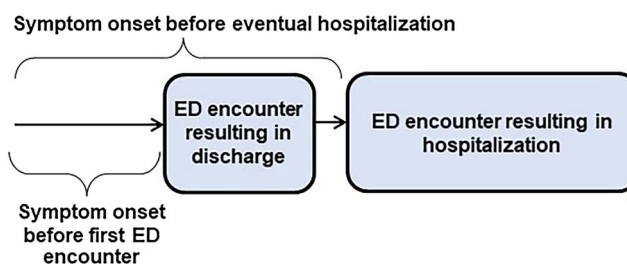 Symptom onset before eventual hospitalization
ED encounter
resulting in
discharge
ED encounter resulting in
hospitalization
Symptom onset
before first ED
encounter